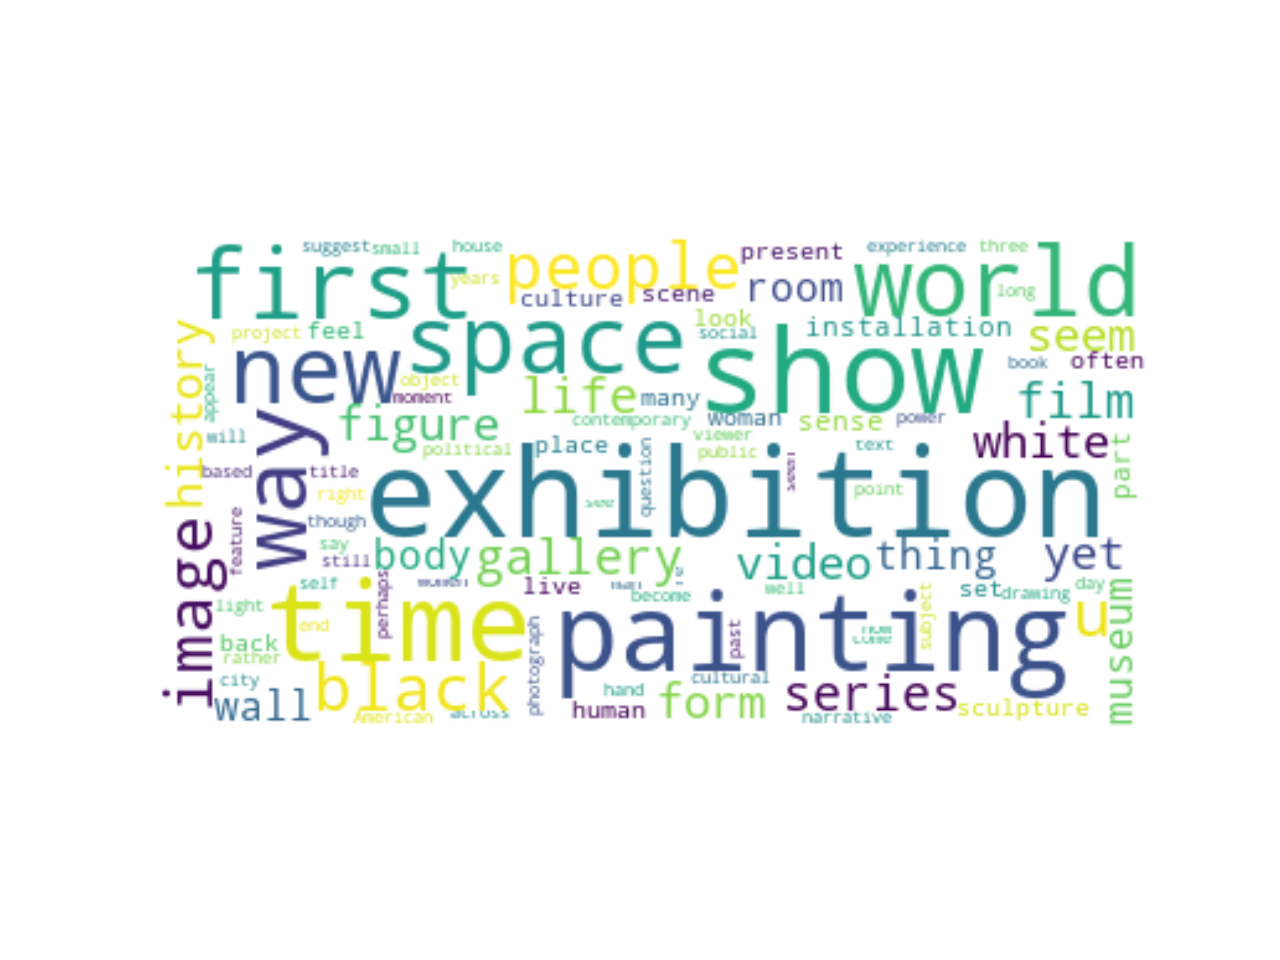 suggest small house people present experience three world
first years culture scene room long
project feel space look social installation seem
history appear new object show book often
moment life many film
figure contemporary woman sense power
will way political place viewer public text white part
based title exhibition question seen point
right see
image feature though
say still body gallery video thing yet
self women live become well set drawing day
light time perhaps painting subject u museum
end past
back rather photograph
city black cultural
wall American across human hand form series narrative sculpture